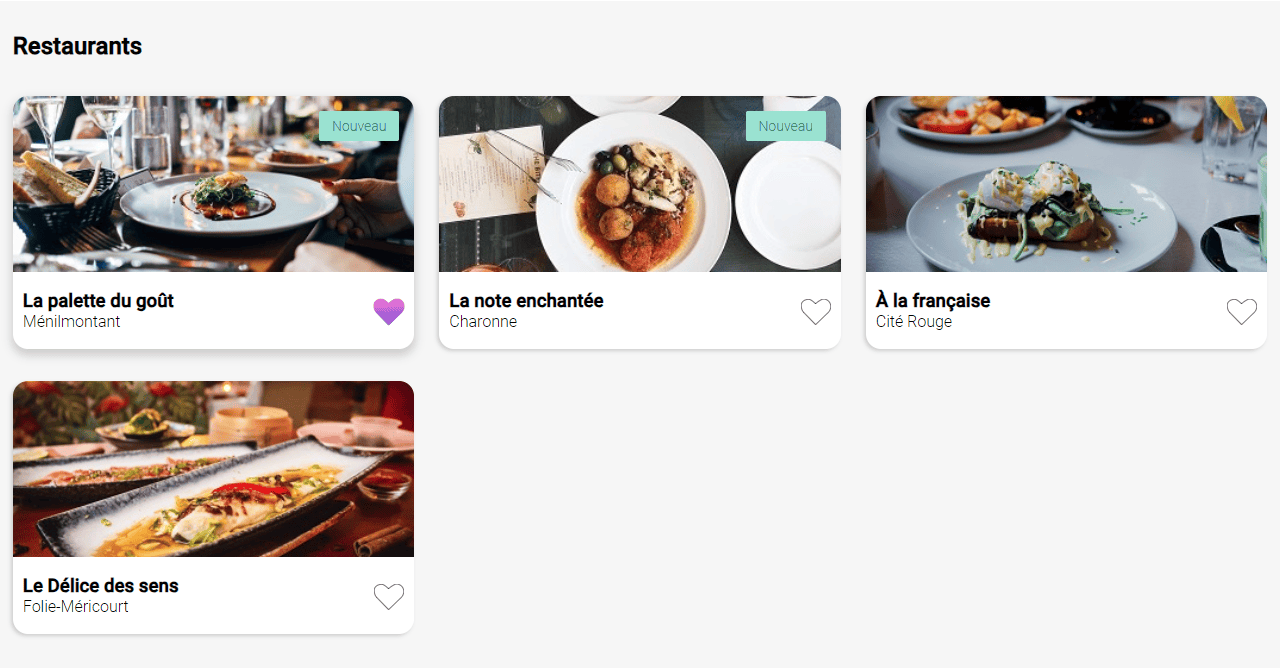 Restaurants
Nouveau
La palette du goût
Ménilmontant
Nouveau
La note enchantée
Charonne
À la française
Cité Rouge
Le Délice des sens
Folie-Méricourt